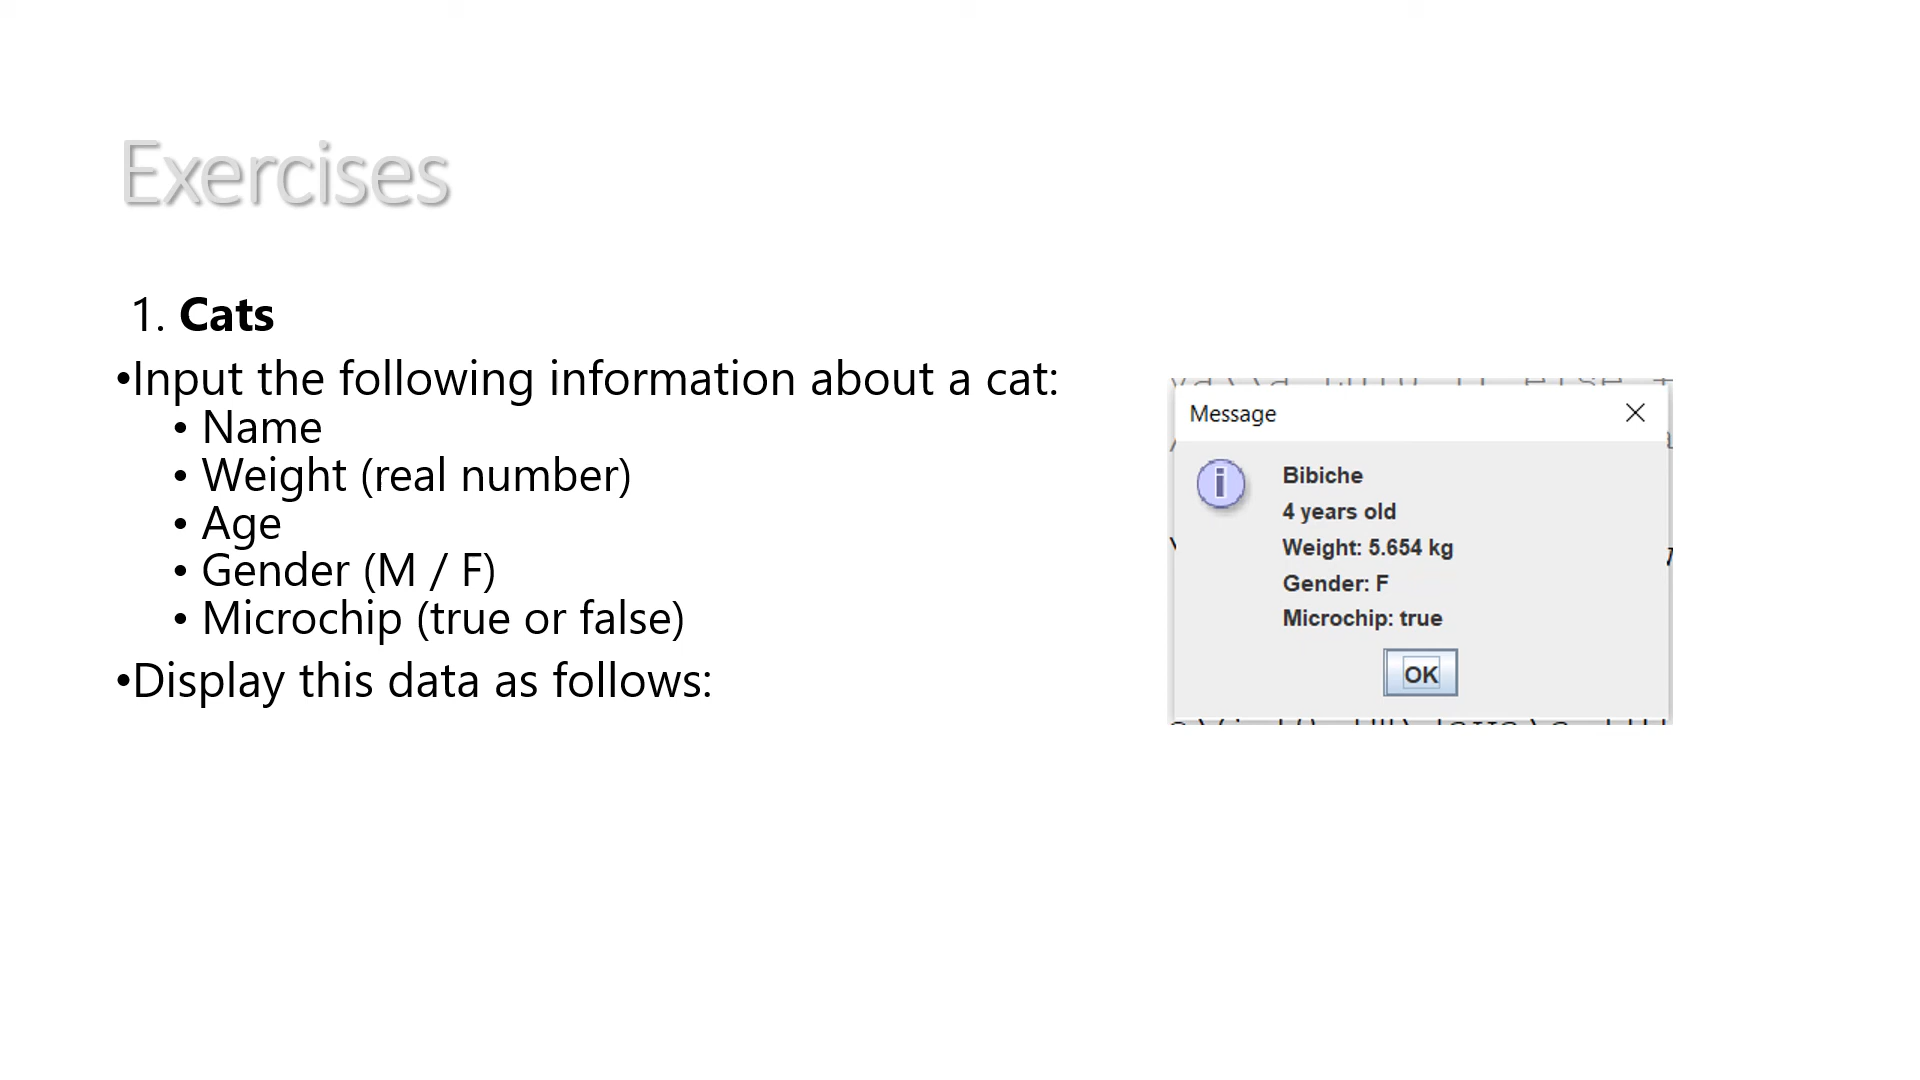 Exercises
1. Cats
•Input the following information about a cat:
• Name
• Weight (real number)
• Age
• Gender (M / F)
• Microchip (true or false)
•Display this data as follows:
Message
Bibiche
4 years old
Weight: 5.654 kg
Gender: F
Microchip: true
OK